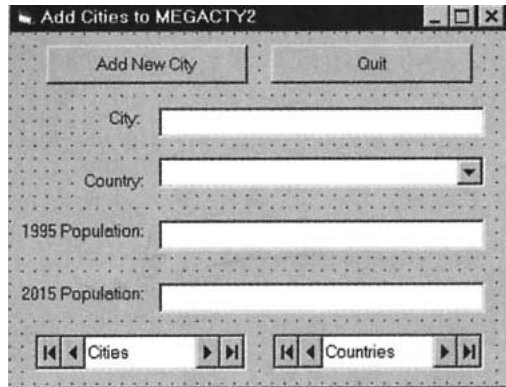 Add Cities to MEGACTY2
Add New City Quit
City:
Country:
1995 Population:
2015 Population:
Cities Countries